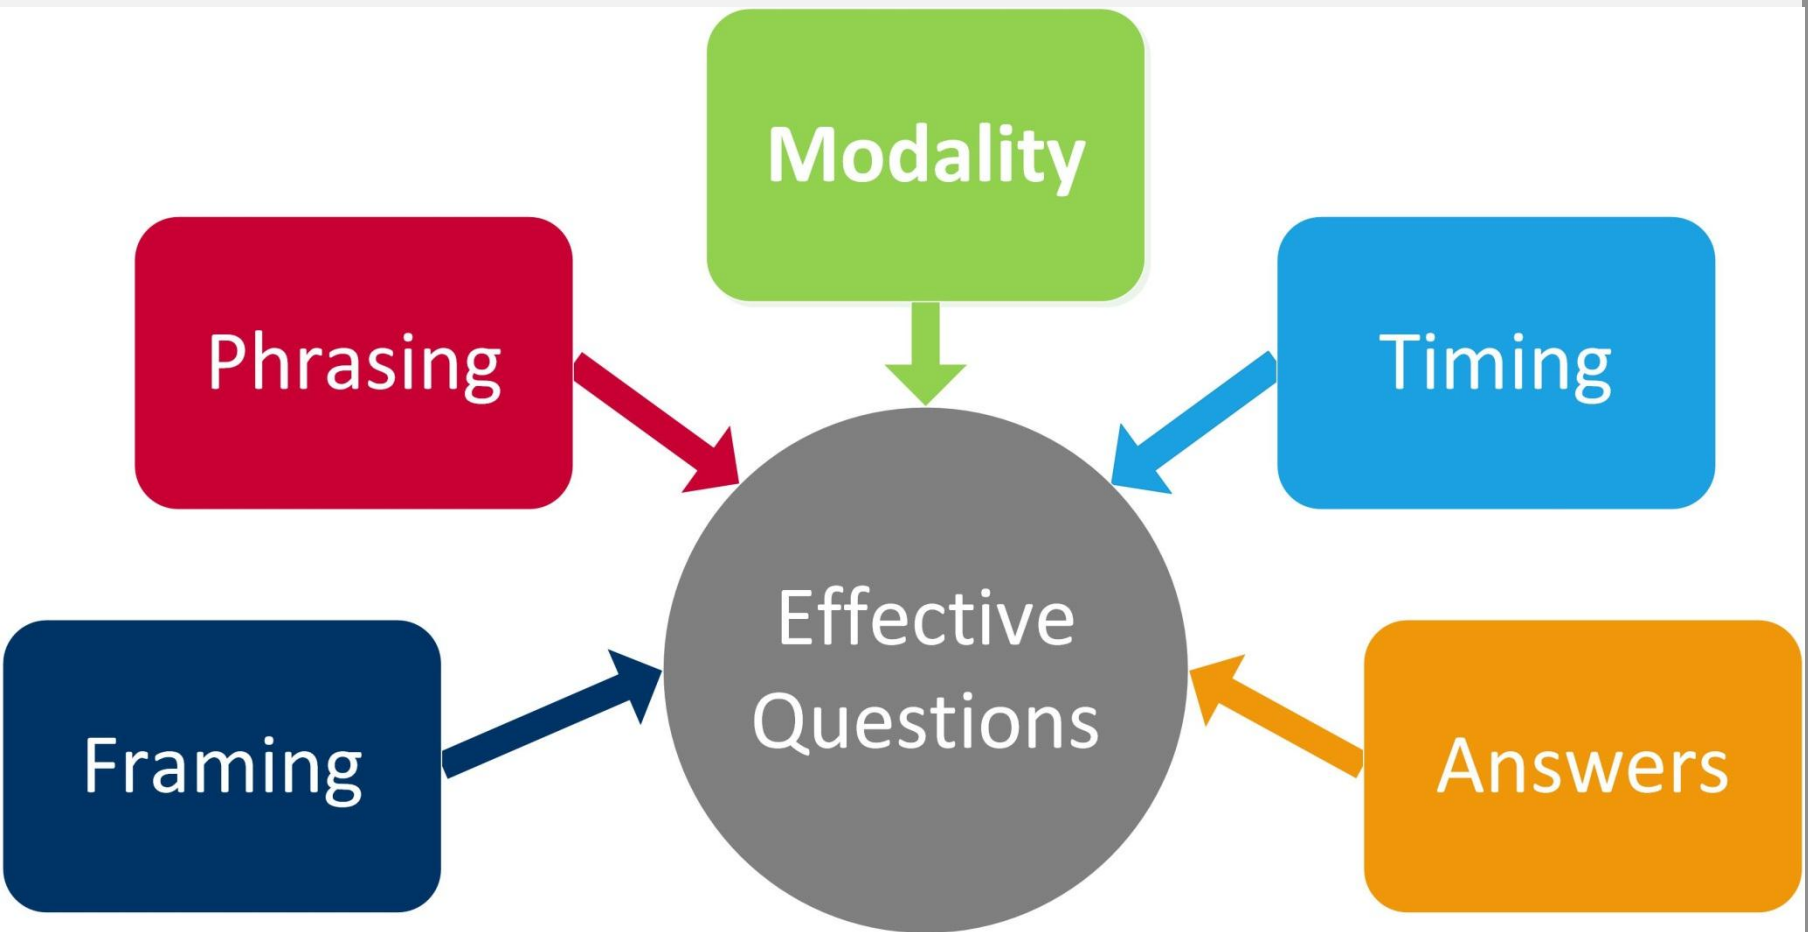 Modality
Phrasing
Timing
Effective
Questions
Framing
Answers